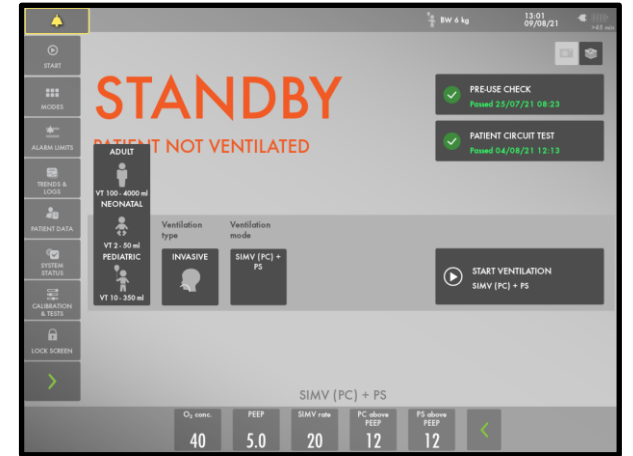 BW 6 kg
13:01
09/08/21
>45 min
START
STANDBY
MODES
PRE-USE CHECK
Passed 25/07/21 08:23
ALARM LIMITS
PATIENT NOT VENTILATED
PATIENT CIRCUIT TEST
Passed 04/08/21 12:13
ADULT
VT 100- 4000 ml
NEONATAL
VT 2 - 50 ml
PEDIATRIC
VT 10 - 350 ml
TRENDS &
LOGS
PATIENT DATA
Ventilation
type
INVASIVE
Ventilation
mode
SIMV (PC) +
PS
SYSTEM
STATUS
START VENTILATION
SIMV (PC) + PS
CALIBRATION
& TESTS
LOCK SCREEN
SIMV (PC) + PS
O₂ conc.
40
PEEP
5.0
SIMV rate
20
PC above
PEEP
12
PS above
PEEP
12